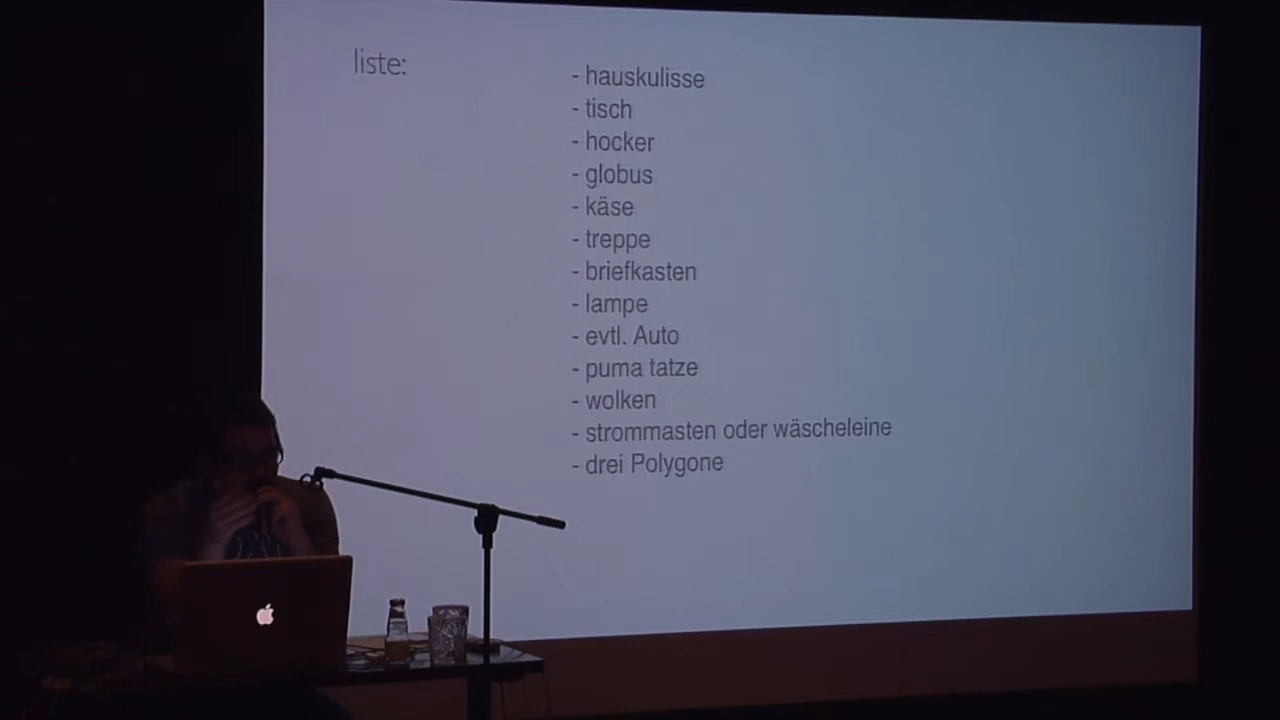 liste:
- hauskulisse
- tisch
- hocker
- globus
- käse
- treppe
- briefkasten
- lampe
- evtl. Auto
- puma tatze
- wolken
- strommasten oder wäscheleine
- drei Polygone